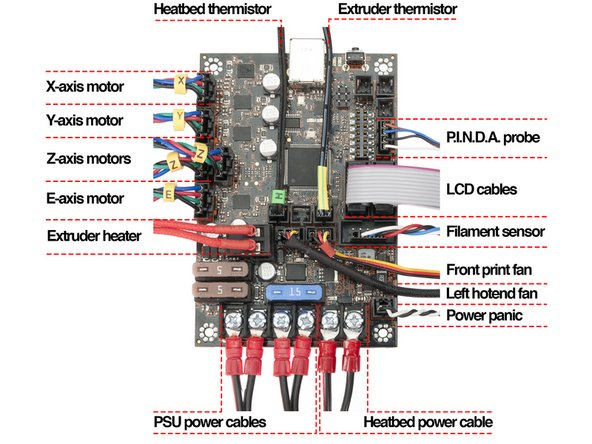 Heatbed thermistor
Extruder thermistor
X-axis motor
X
Y-axis motor
Y
Z-axis motors
Z
N
E-axis motor
E
Extruder heater
P.I.N.D.A. probe
LCD cables
Filament sensor
Front print fan
Left hotend fan
Power panic
H
5
5
15
PSU power cables
Heatbed power cable